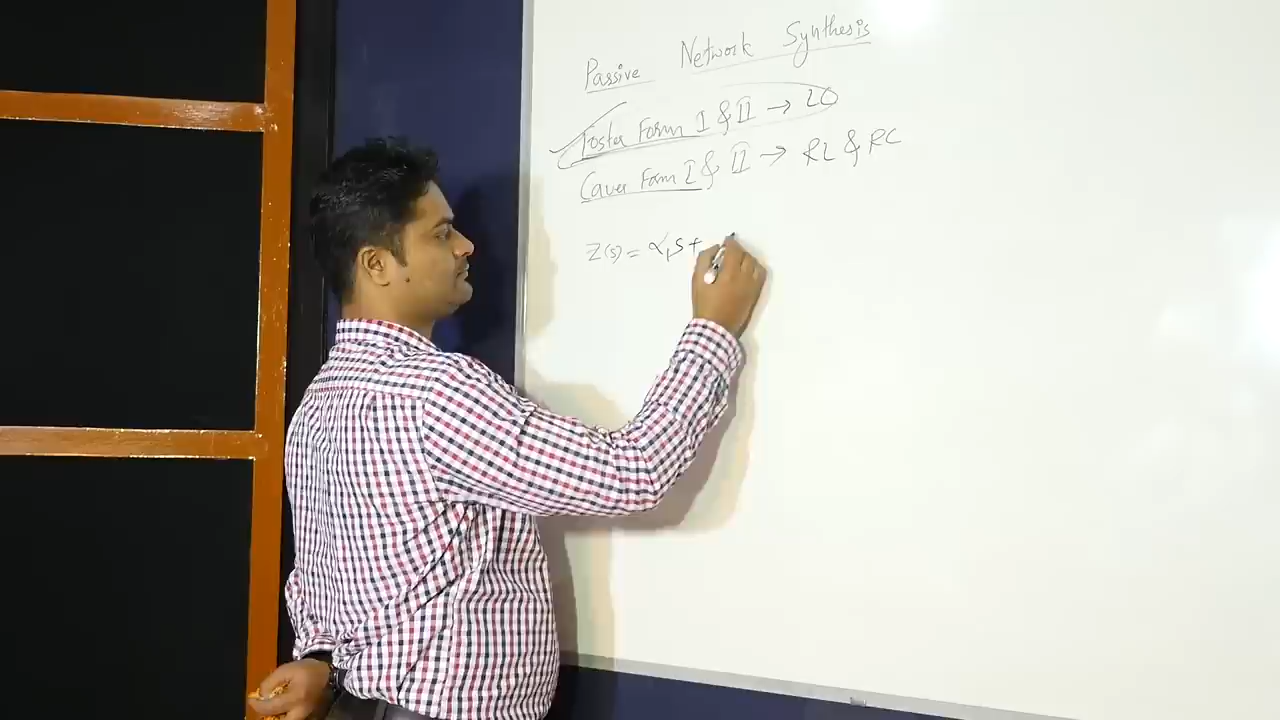 Passive Network Synthesis
Foster Form I & II → LC
Cauer Form I & II → RL & RC
Z(s) = α₁s +